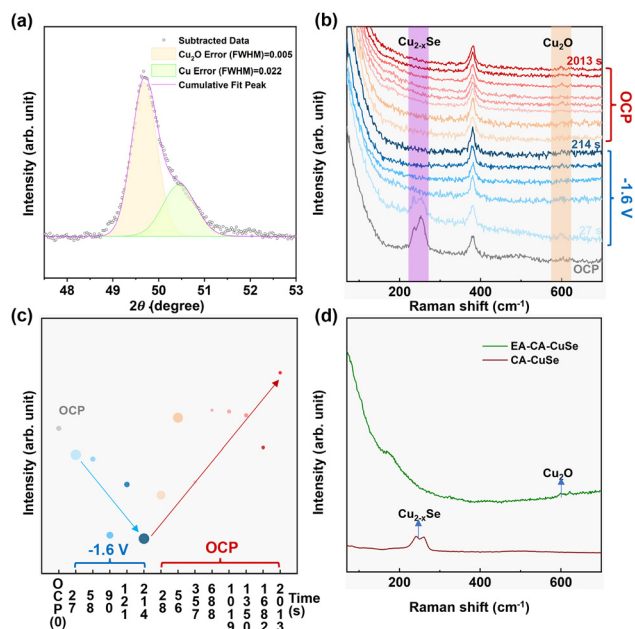 (a)
Subtracted Data
Cu2O Error (FWHM)=0.005
Cu Error (FWHM)=0.022
Cumulative Fit Peak
Intensity (arb. unit)
48 49 50 51 52 53
2θ (degree)
(b)
Cu2-xSe
Cu2O
2013 s
OCP
214 s
-1.6 V
27 s
OCP
Intensity (arb. unit)
200 400 600
Raman shift (cm-1)
(c)
OCP
-1.6 V
OCP
Intensity (arb. unit)
OCP(0)
27
58
90
121
214
28
56
357
688
1019
1350
1682
2013
Time
(s)
(d)
EA-CA-CuSe
CA-CuSe
Cu2O
Cu2-xSe
Intensity (arb. unit)
200 400 600
Raman shift (cm-1)